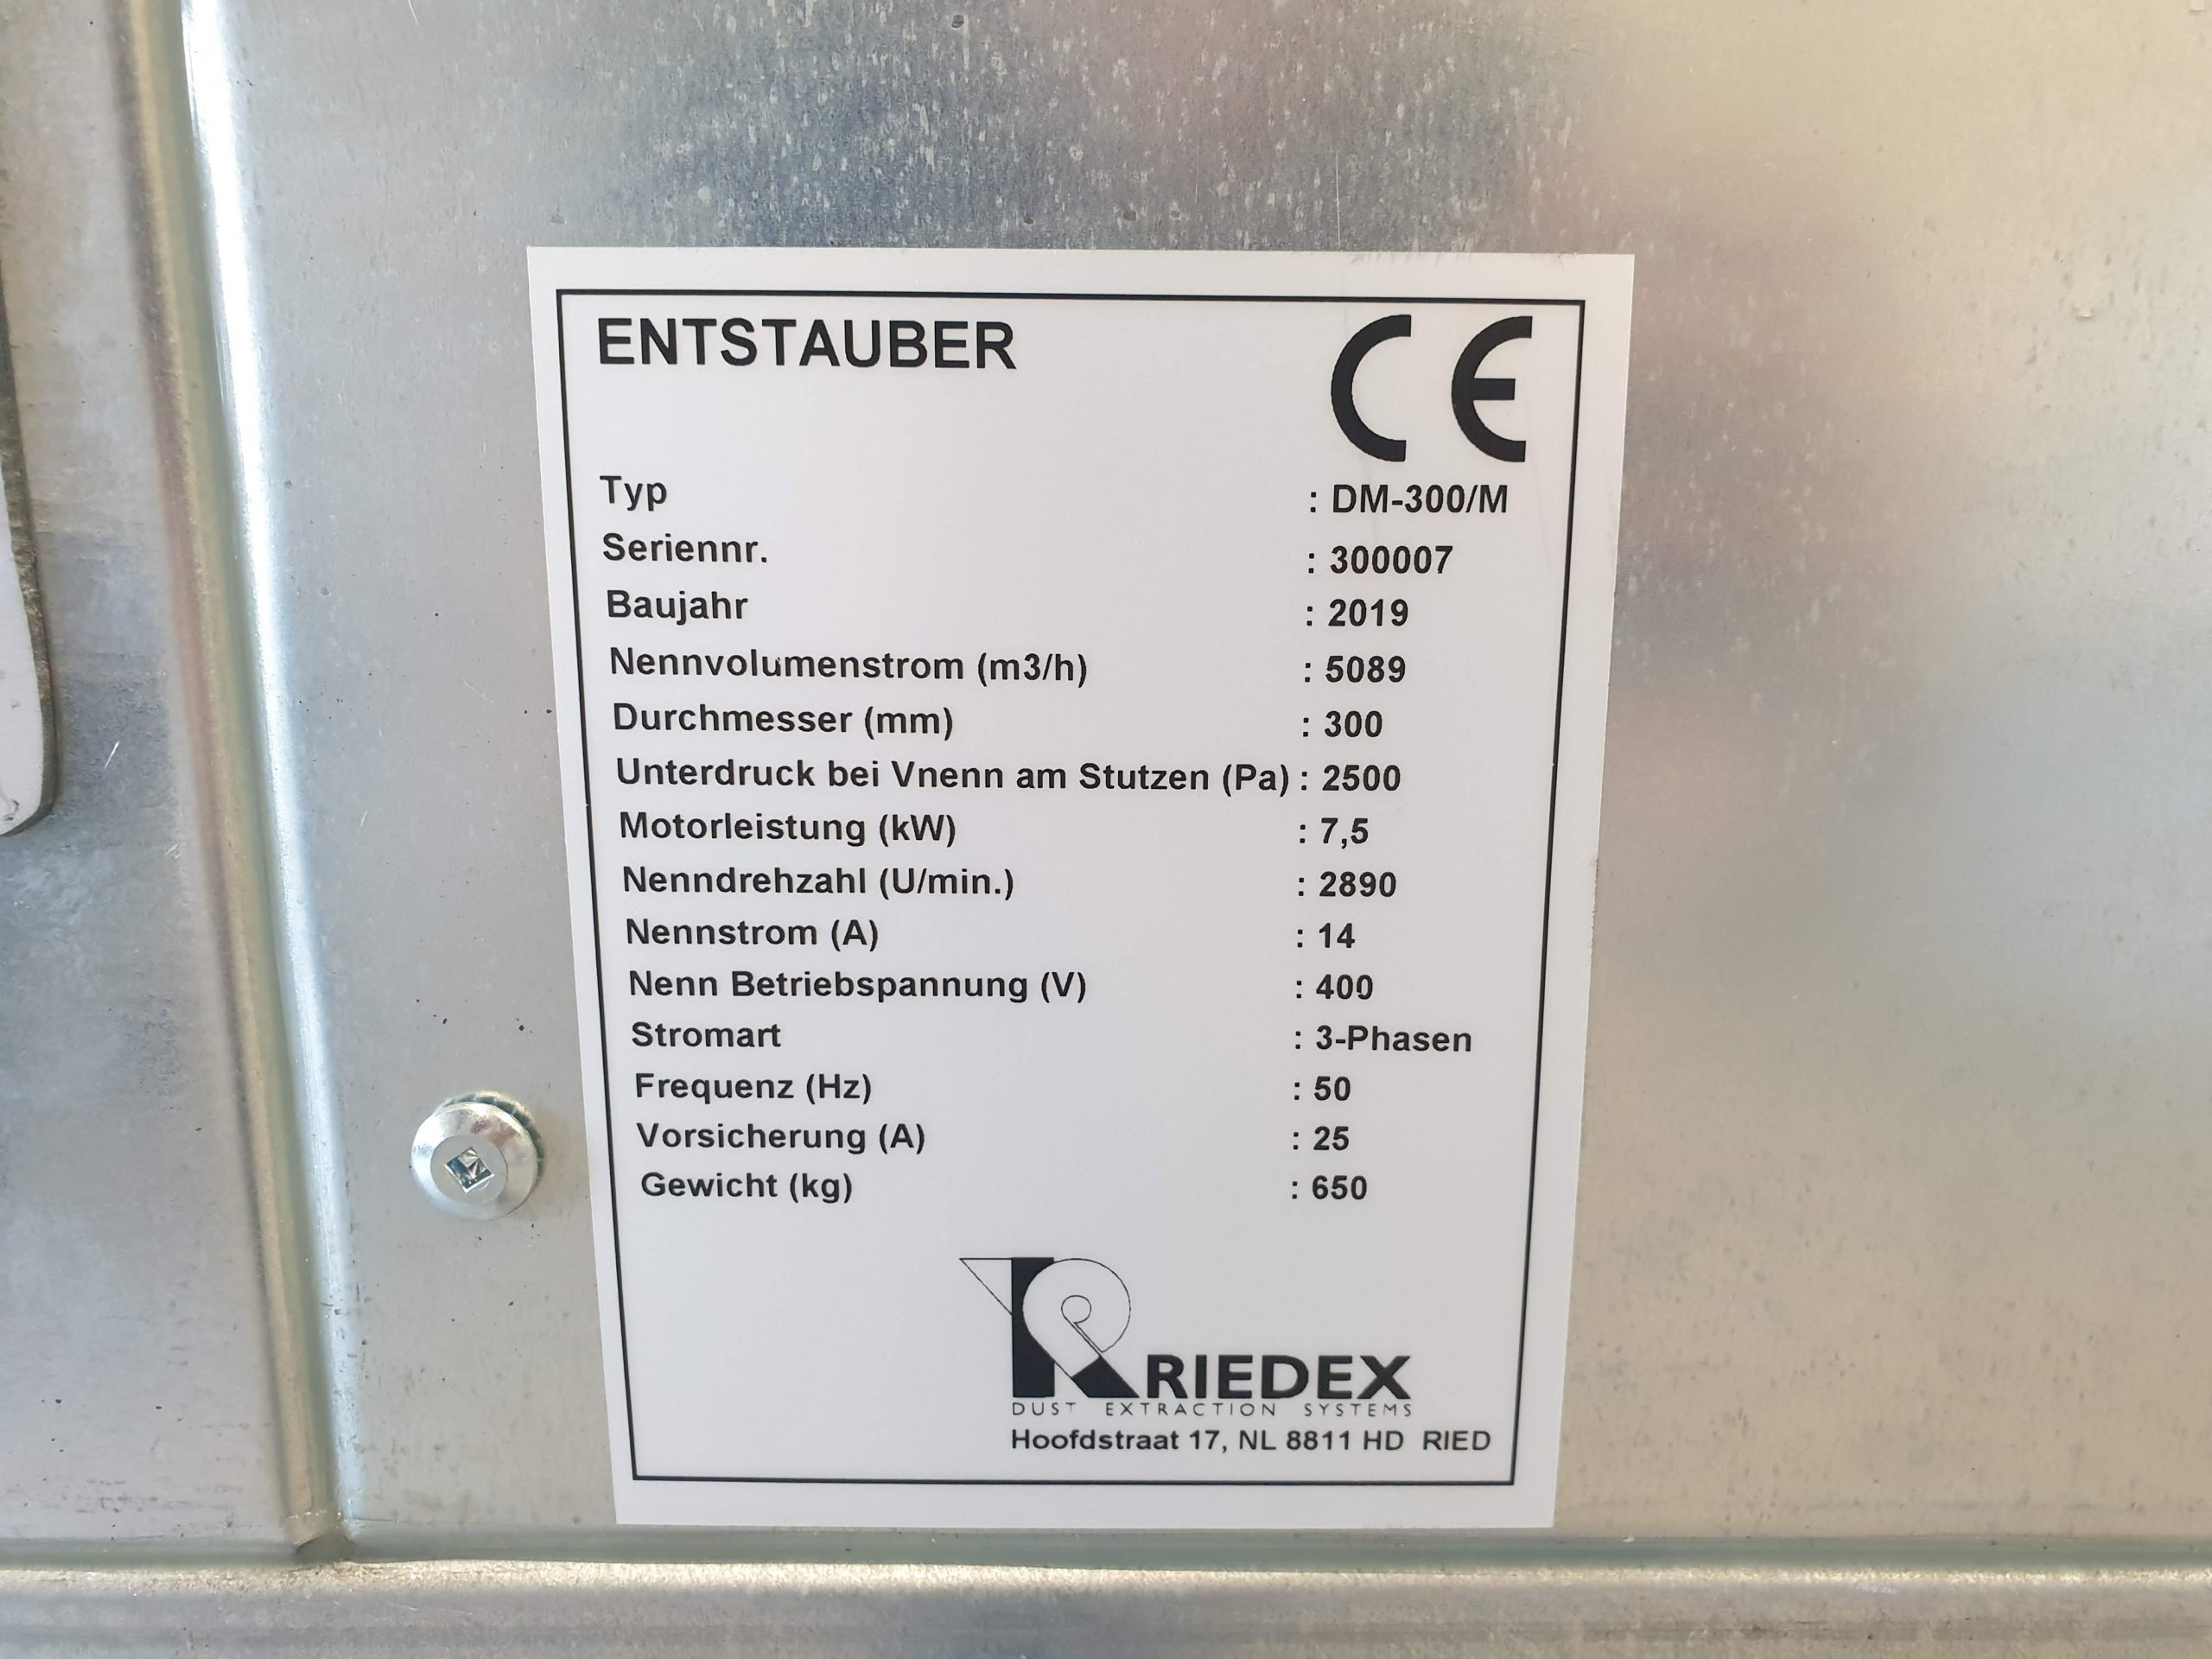 ENTSTAUBER CE
Typ : DM-300/M
Seriennr. : 300007
Baujahr : 2019
Nennvolumenstrom (m3/h) : 5089
Durchmesser (mm) : 300
Unterdruck bei Vnenn am Stutzen (Pa) : 2500
Motorleistung (kW) : 7,5
Nenndrehzahl (U/min.) : 2890
Nennstrom (A) : 14
Nenn Betriebspannung (V) : 400
Stromart : 3-Phasen
Frequenz (Hz) : 50
Vorsicherung (A) : 25
Gewicht (kg) : 650
RIEDEX
DUST EXTRACTION SYSTEMS
Hoofdstraat 17, NL 8811 HD RIED